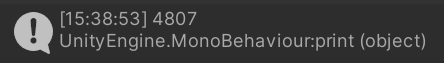 [15:38:53] 4807
UnityEngine.MonoBehaviour:print (object)